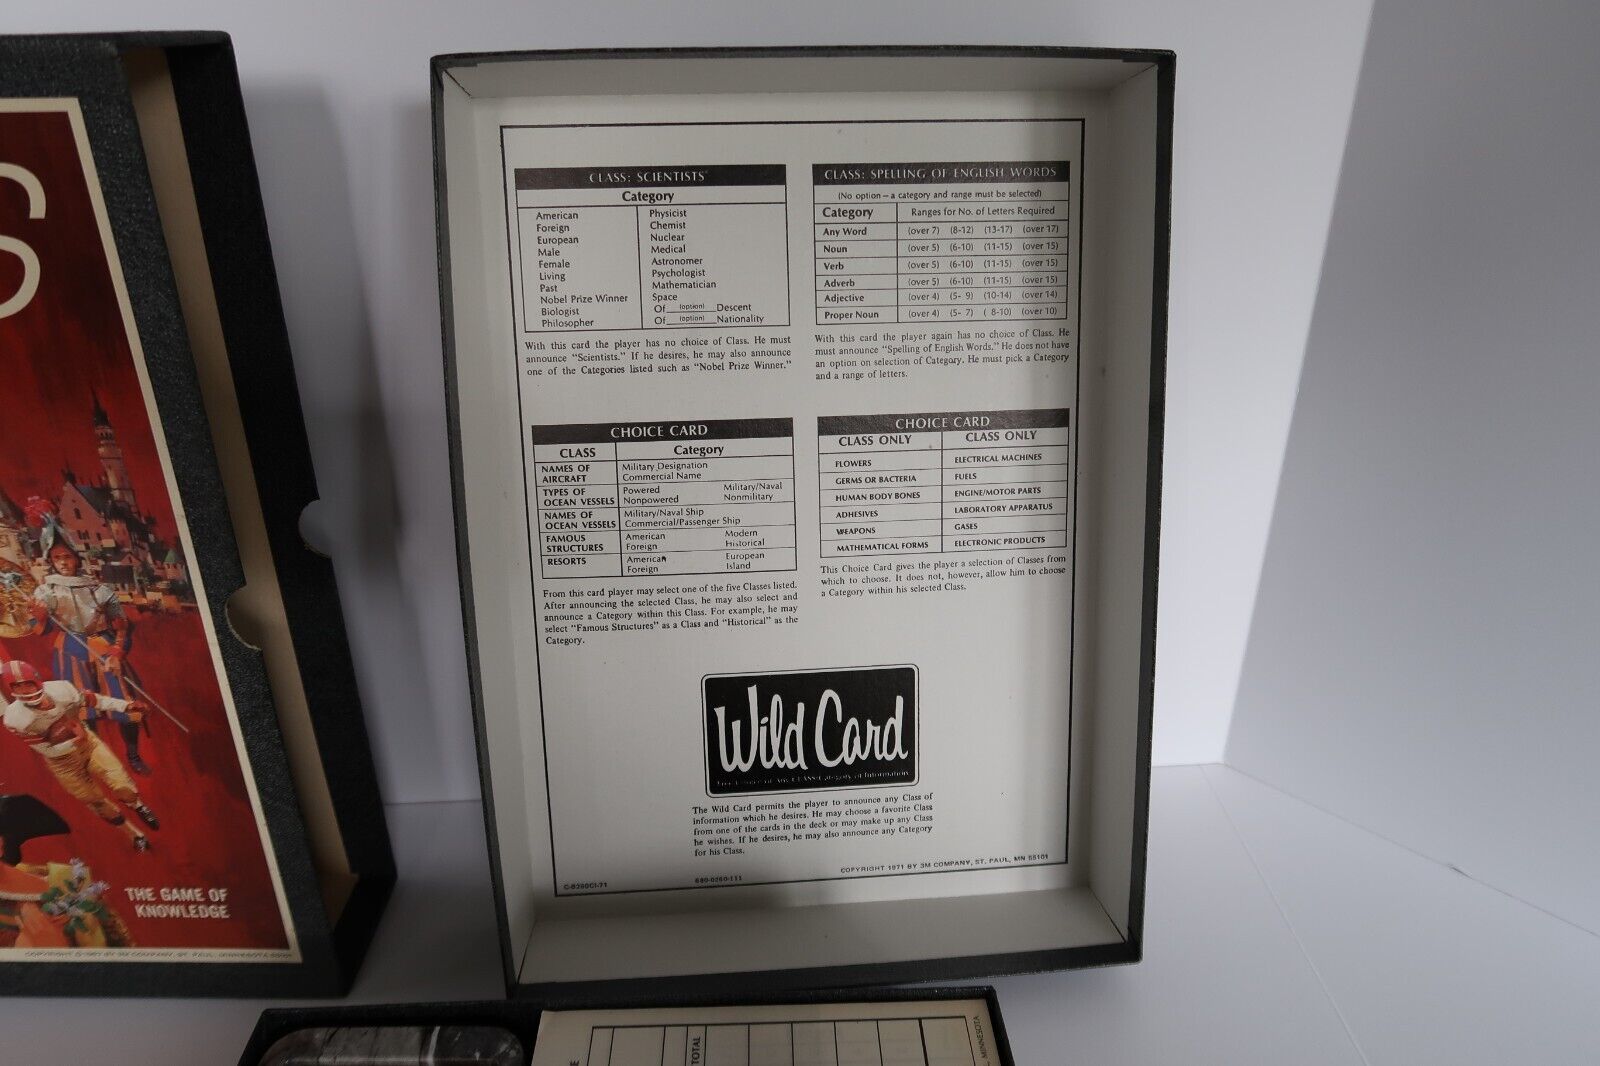 S
THE GAME OF
KNOWLEDGE
CLASS: SCIENTISTS
Category
American
Foreign
European
Male
Female
Living
Past
Nobel Prize Winner
Biologist
Philosopher
Physicist
Chemist
Nuclear
Medical
Astronomer
Psychologist
Mathematician
Space
Of (option) Descent
Of (option) Nationality
With this card the player has no choice of Class. He must
announce "Scientists." If he desires, he may also announce
one of the Categories listed such as "Nobel Prize Winner."
CLASS: SPELLING OF ENGLISH WORDS
(No option — a category and range must be selected)
Category Ranges for No. of Letters Required
Any Word (over 7) (8-12) (13-17) (over 17)
Noun (over 5) (6-10) (11-15) (over 15)
Verb (over 5) (6-10) (11-15) (over 15)
Adverb (over 5) (6-10) (11-15) (over 15)
Adjective (over 4) (5- 9) (10-14) (over 14)
Proper Noun (over 4) (5- 7) ( 8-10) (over 10)
With this card the player again has no choice of Class. He
must announce "Spelling of English Words." He does not have
an option on selection of Category. He must pick a Category
and a range of letters.
CHOICE CARD
CLASS Category
NAMES OF
AIRCRAFT
Military Designation
Commercial Name
TYPES OF
OCEAN VESSELS
Powered Military/Naval
Nonpowered Nonmilitary
NAMES OF
OCEAN VESSELS
Military/Naval Ship
Commercial/Passenger Ship
FAMOUS
STRUCTURES
American Modern
Foreign Historical
RESORTS
American European
Foreign Island
From this card player may select one of the five Classes listed.
After announcing the selected Class, he may also select and
announce a Category within this Class. For example, he may
select "Famous Structures" as a Class and "Historical" as the
Category.
CHOICE CARD
CLASS ONLY CLASS ONLY
FLOWERS ELECTRICAL MACHINES
GERMS OR BACTERIA FUELS
HUMAN BODY BONES ENGINE/MOTOR PARTS
ADHESIVES LABORATORY APPARATUS
WEAPONS GASES
MATHEMATICAL FORMS ELECTRONIC PRODUCTS
This Choice Card gives the player a selection of Classes from
which to choose. It does not, however, allow him to choose
a Category within his selected Class.
Wild Card
The Wild Card permits the player to announce any Class of
information which he desires. He may choose a favorite Class
from one of the cards in the deck or may make up any Class
he wishes. If he desires, he may also announce any Category
for his Class.
C-8260CI-71 680-0260-111 COPYRIGHT 1971 BY 3M COMPANY, ST. PAUL, MN 55101
TOTAL
MINNESOTA